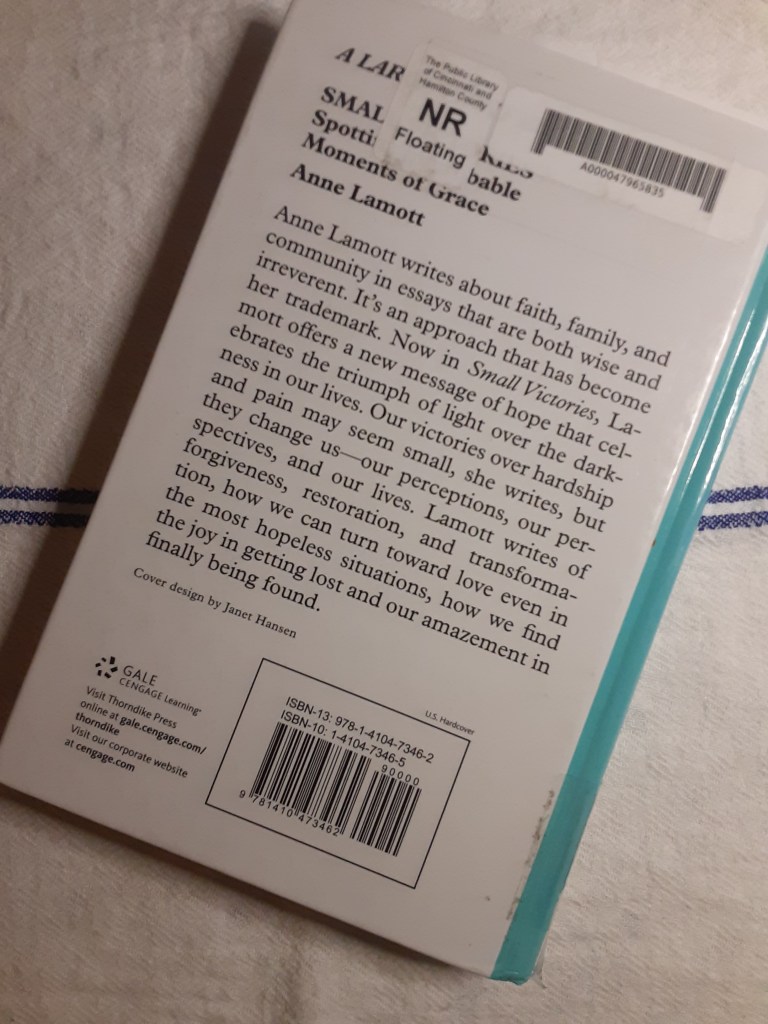 A LAR
The Public Library
of Cincinnati and
Hamilton County
NR
Floating
A000047965835
SMAL RIES
Spotti bable
Moments of Grace
Anne Lamott
Anne Lamott writes about faith, family, and
community in essays that are both wise and
irreverent. It's an approach that has become
her trademark. Now in Small Victories, La-
mott offers a new message of hope that cel-
ebrates the triumph of light over the dark-
ness in our lives. Our victories over hardship
and pain may seem small, she writes, but
they change us—our perceptions, our per-
spectives, and our lives. Lamott writes of
forgiveness, restoration, and transforma-
tion, how we can turn toward love even in
the most hopeless situations, how we find
the joy in getting lost and our amazement in
finally being found.
Cover design by Janet Hansen
GALE
CENGAGE Learning®
Visit Thorndike Press
online at gale.cengage.com/
thorndike
Visit our corporate website
at cengage.com
U.S. Hardcover
ISBN-13: 978-1-4104-7346-2
ISBN-10: 1-4104-7346-5
90000
9 781410 473462